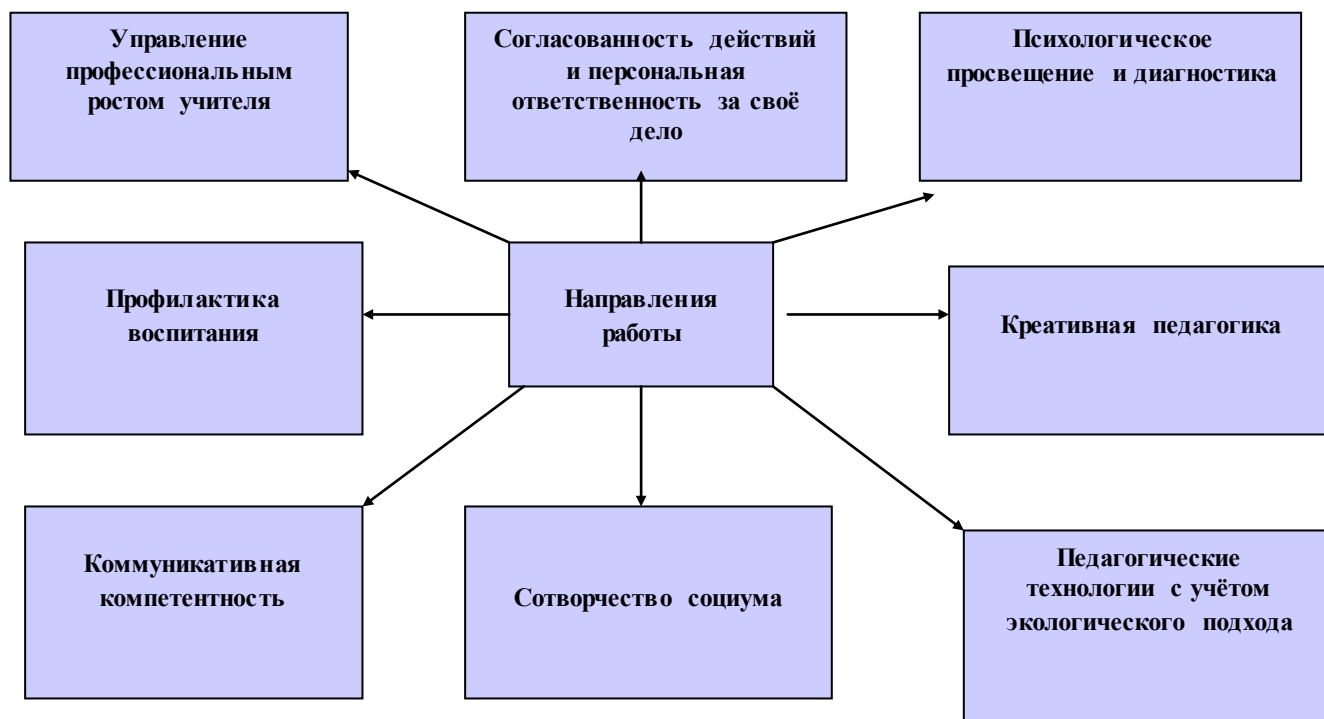 Управление
профессиональным
ростом учителя
Согласованность действий
и персональная
ответственность за своё
дело
Психологическое
просвещение и диагностика
Профилактика
воспитания
Направления
работы
Креативная педагогика
Коммуникативная
компетентность
Сотворчество социума
Педагогические
технологии с учётом
экологического подхода